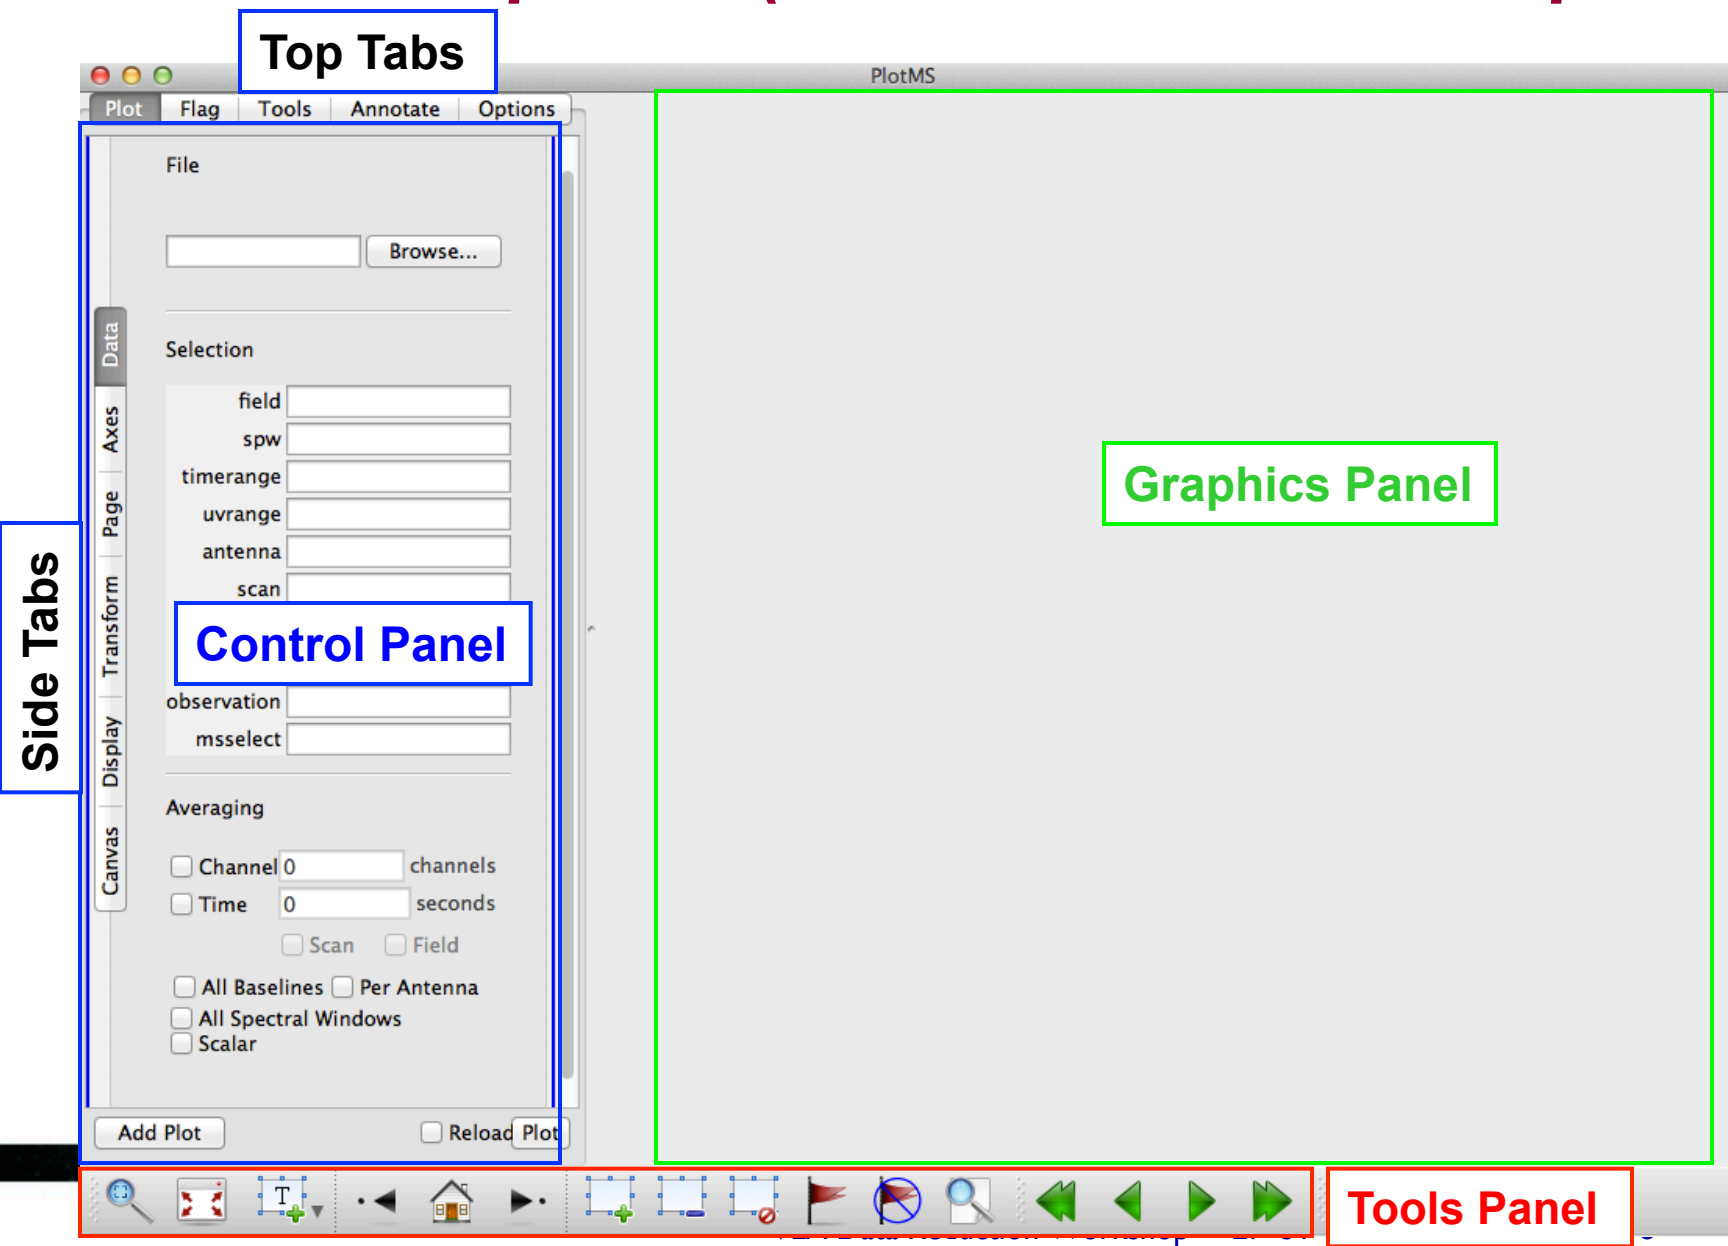 Top Tabs
PlotMS
Plot Flag Tools Annotate Options
File
Browse...
Data
Axes
Page
Transform
Display
Canvas
Side Tabs
Selection
field
spw
timerange
uvrange
antenna
scan
Control Panel
observation
msselect
Averaging
Channel 0 channels
Time 0 seconds
Scan Field
All Baselines Per Antenna
All Spectral Windows
Scalar
Add Plot Reload Plot
Graphics Panel
T
Tools Panel